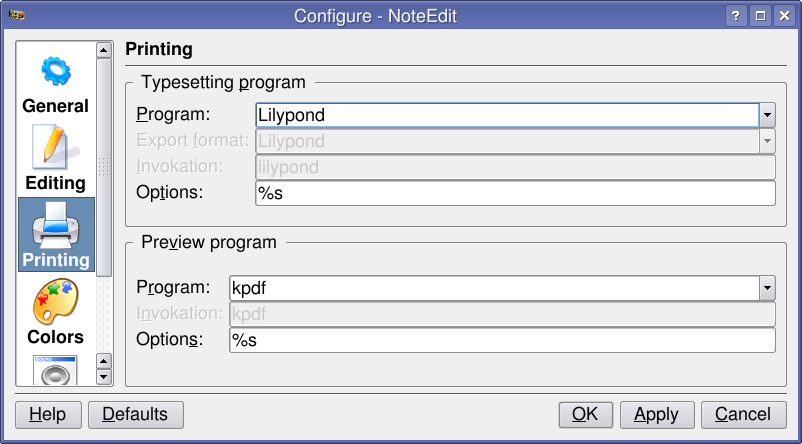 Configure - NoteEdit
General
Editing
Printing
Colors
Printing
Typesetting program
Program: Lilypond
Export format: Lilypond
Invokation: lilypond
Options: %s
Preview program
Program: kpdf
Invokation: kpdf
Options: %s
Help Defaults OK Apply Cancel